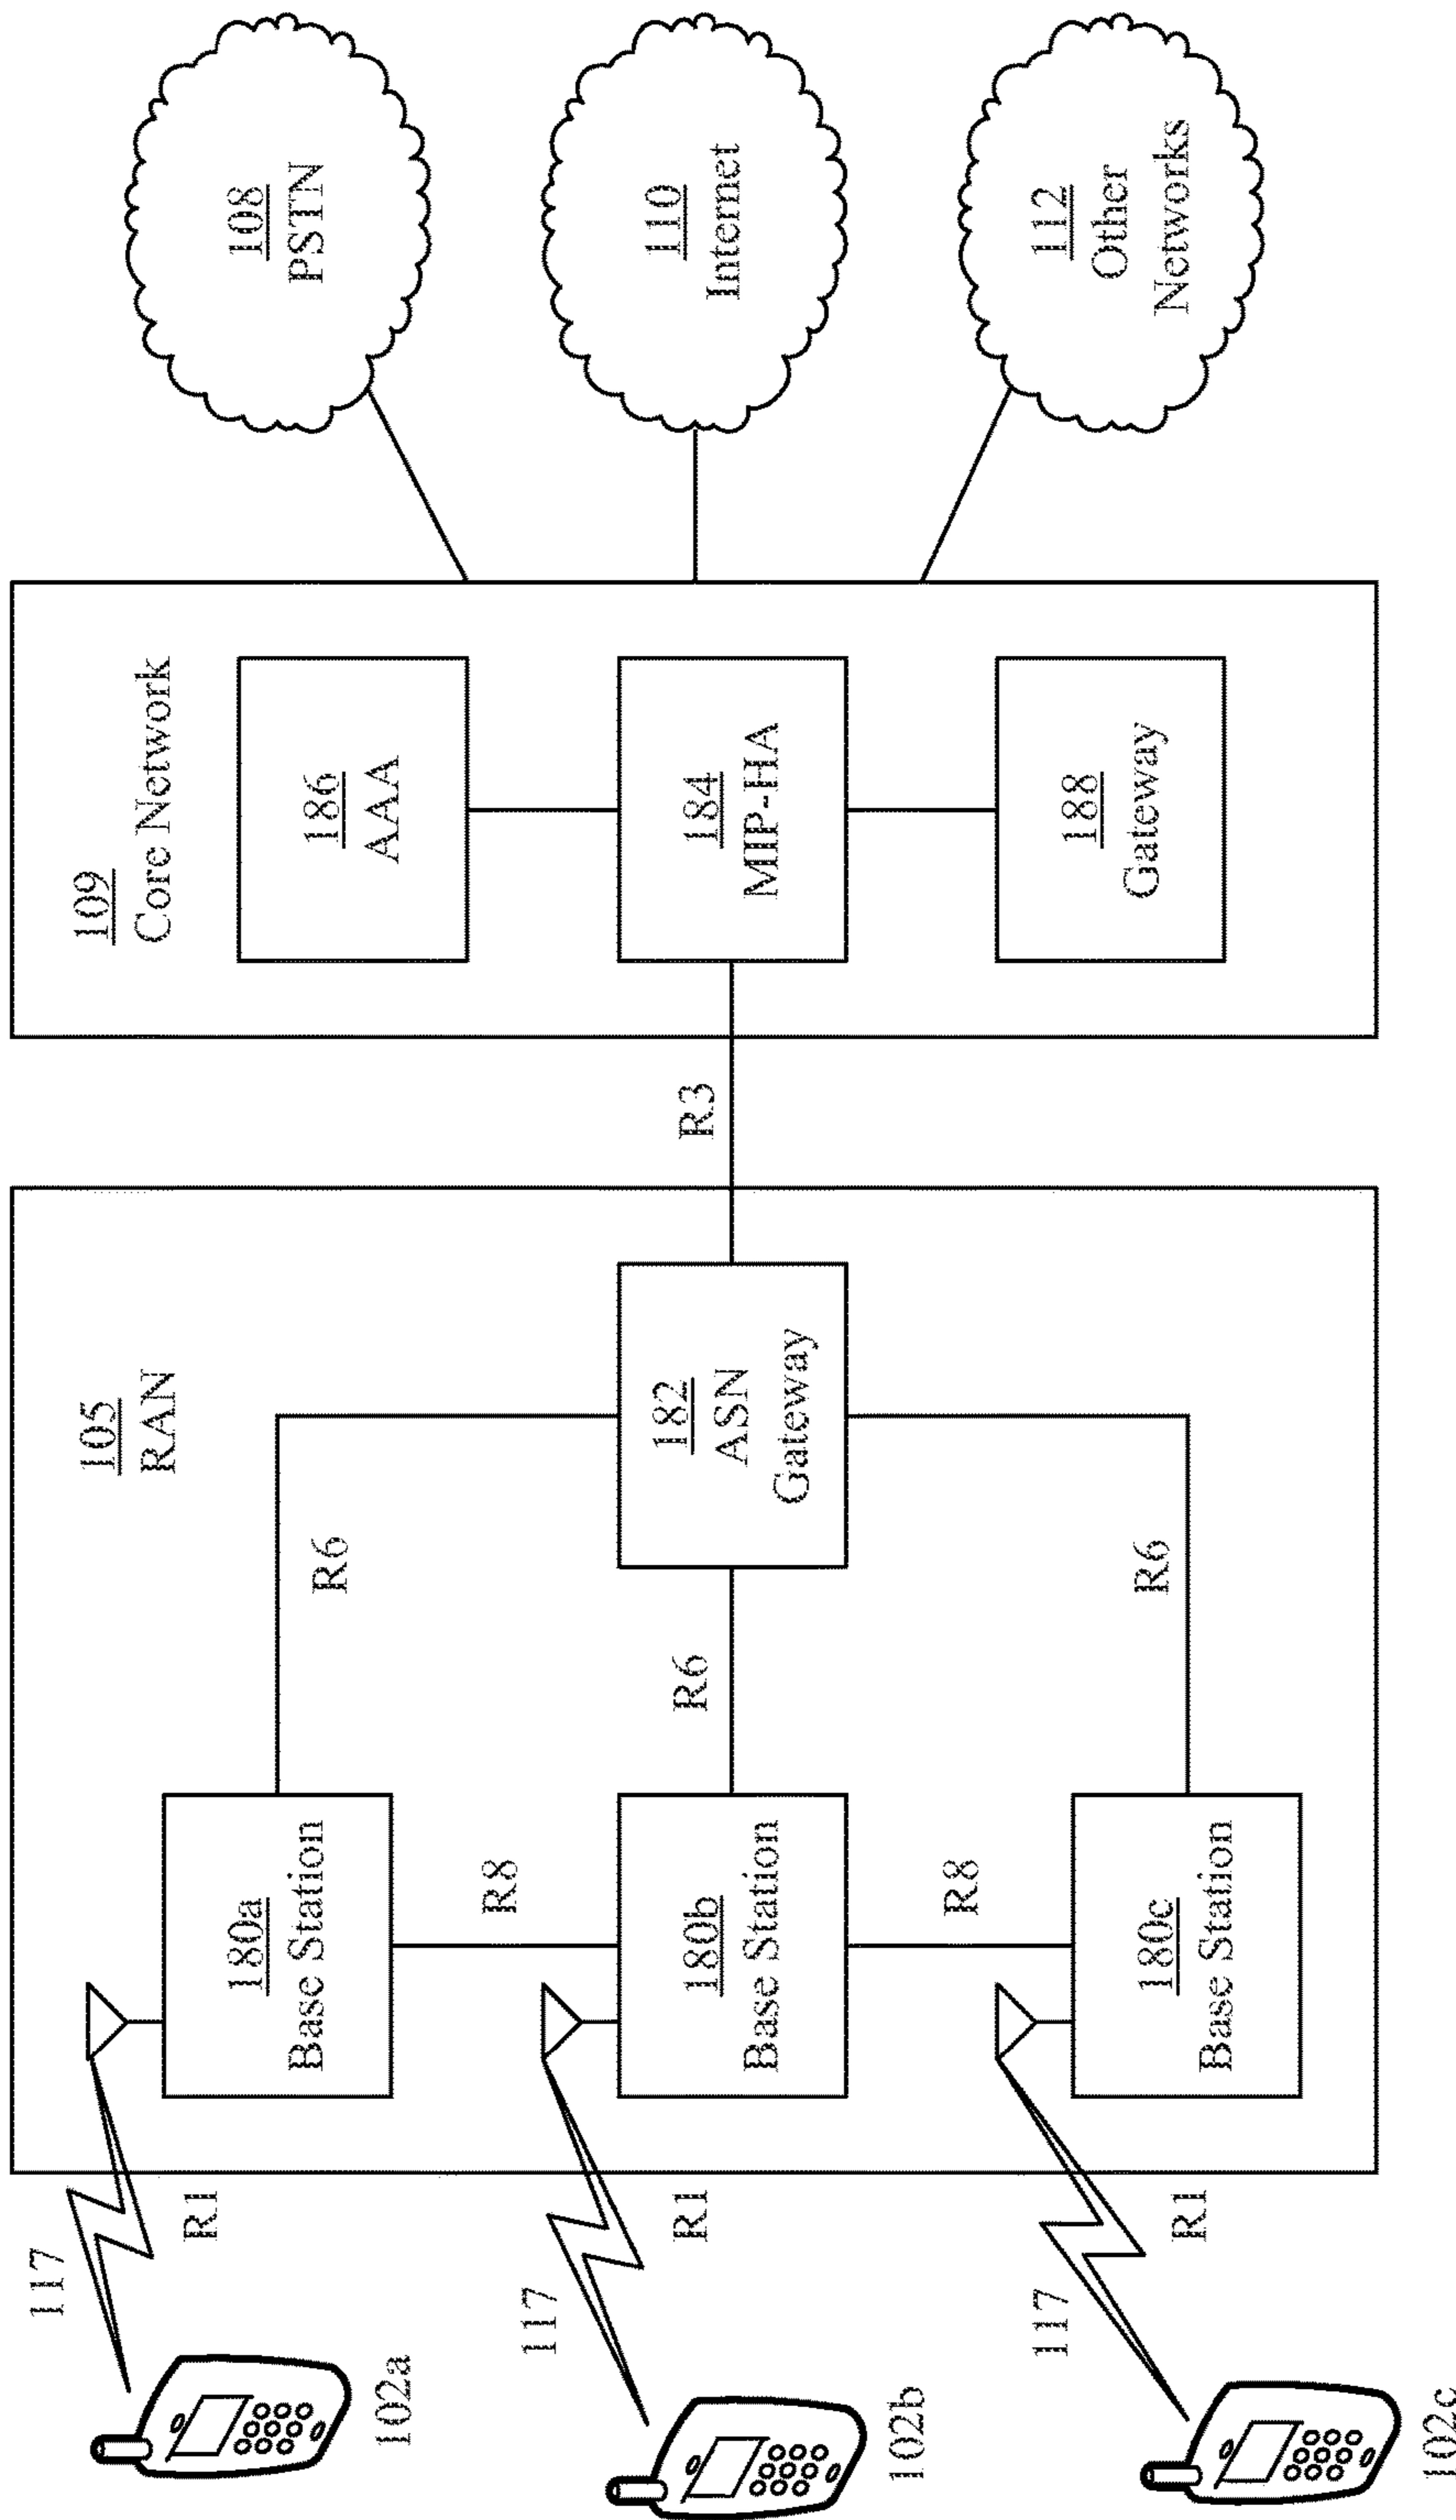 117
R1
102a
117
R1
102b
117
R1
102c
105
RAN
180a
Base Station
R8
180b
Base Station
R8
180c
Base Station
R6
R6
R6
182
ASN
Gateway
R3
109
Core Network
186
AAA
184
MIP-HA
188
Gateway
108
PSTN
110
Internet
112
Other
Networks